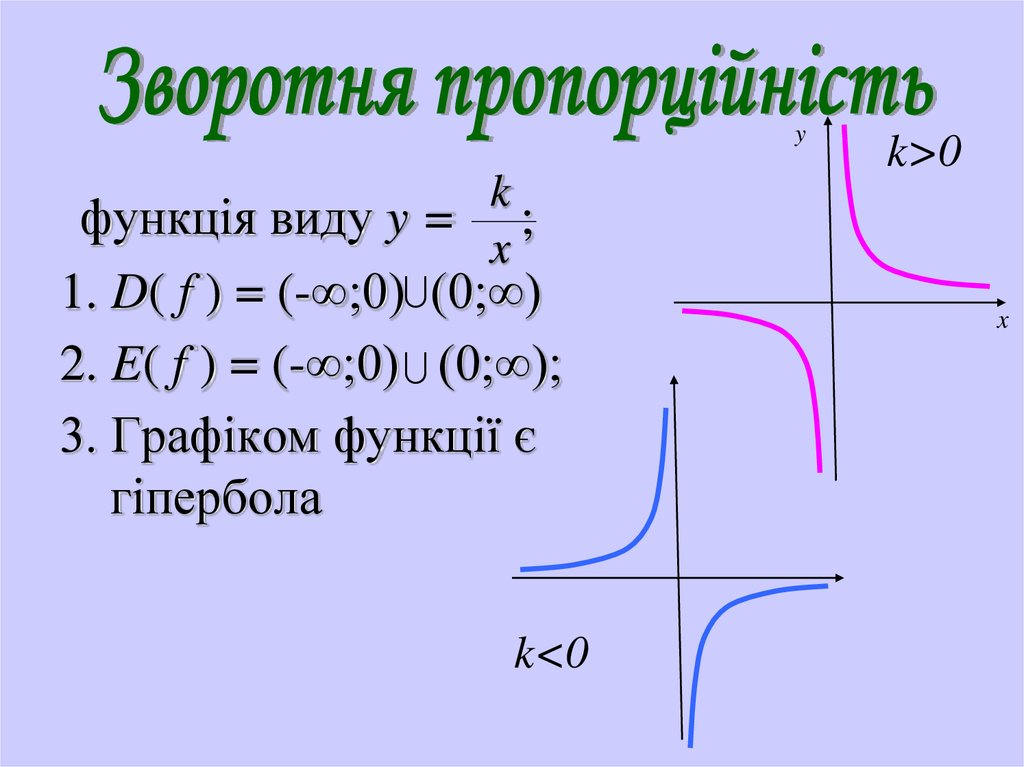 Зворотня пропорційність
y
k>0
функція виду y = k/x ;
1. D( f ) = (-∞;0)∪(0;∞)
x
2. E( f ) = (-∞;0)∪ (0;∞);
3. Графіком функції є
гіпербола
k<0